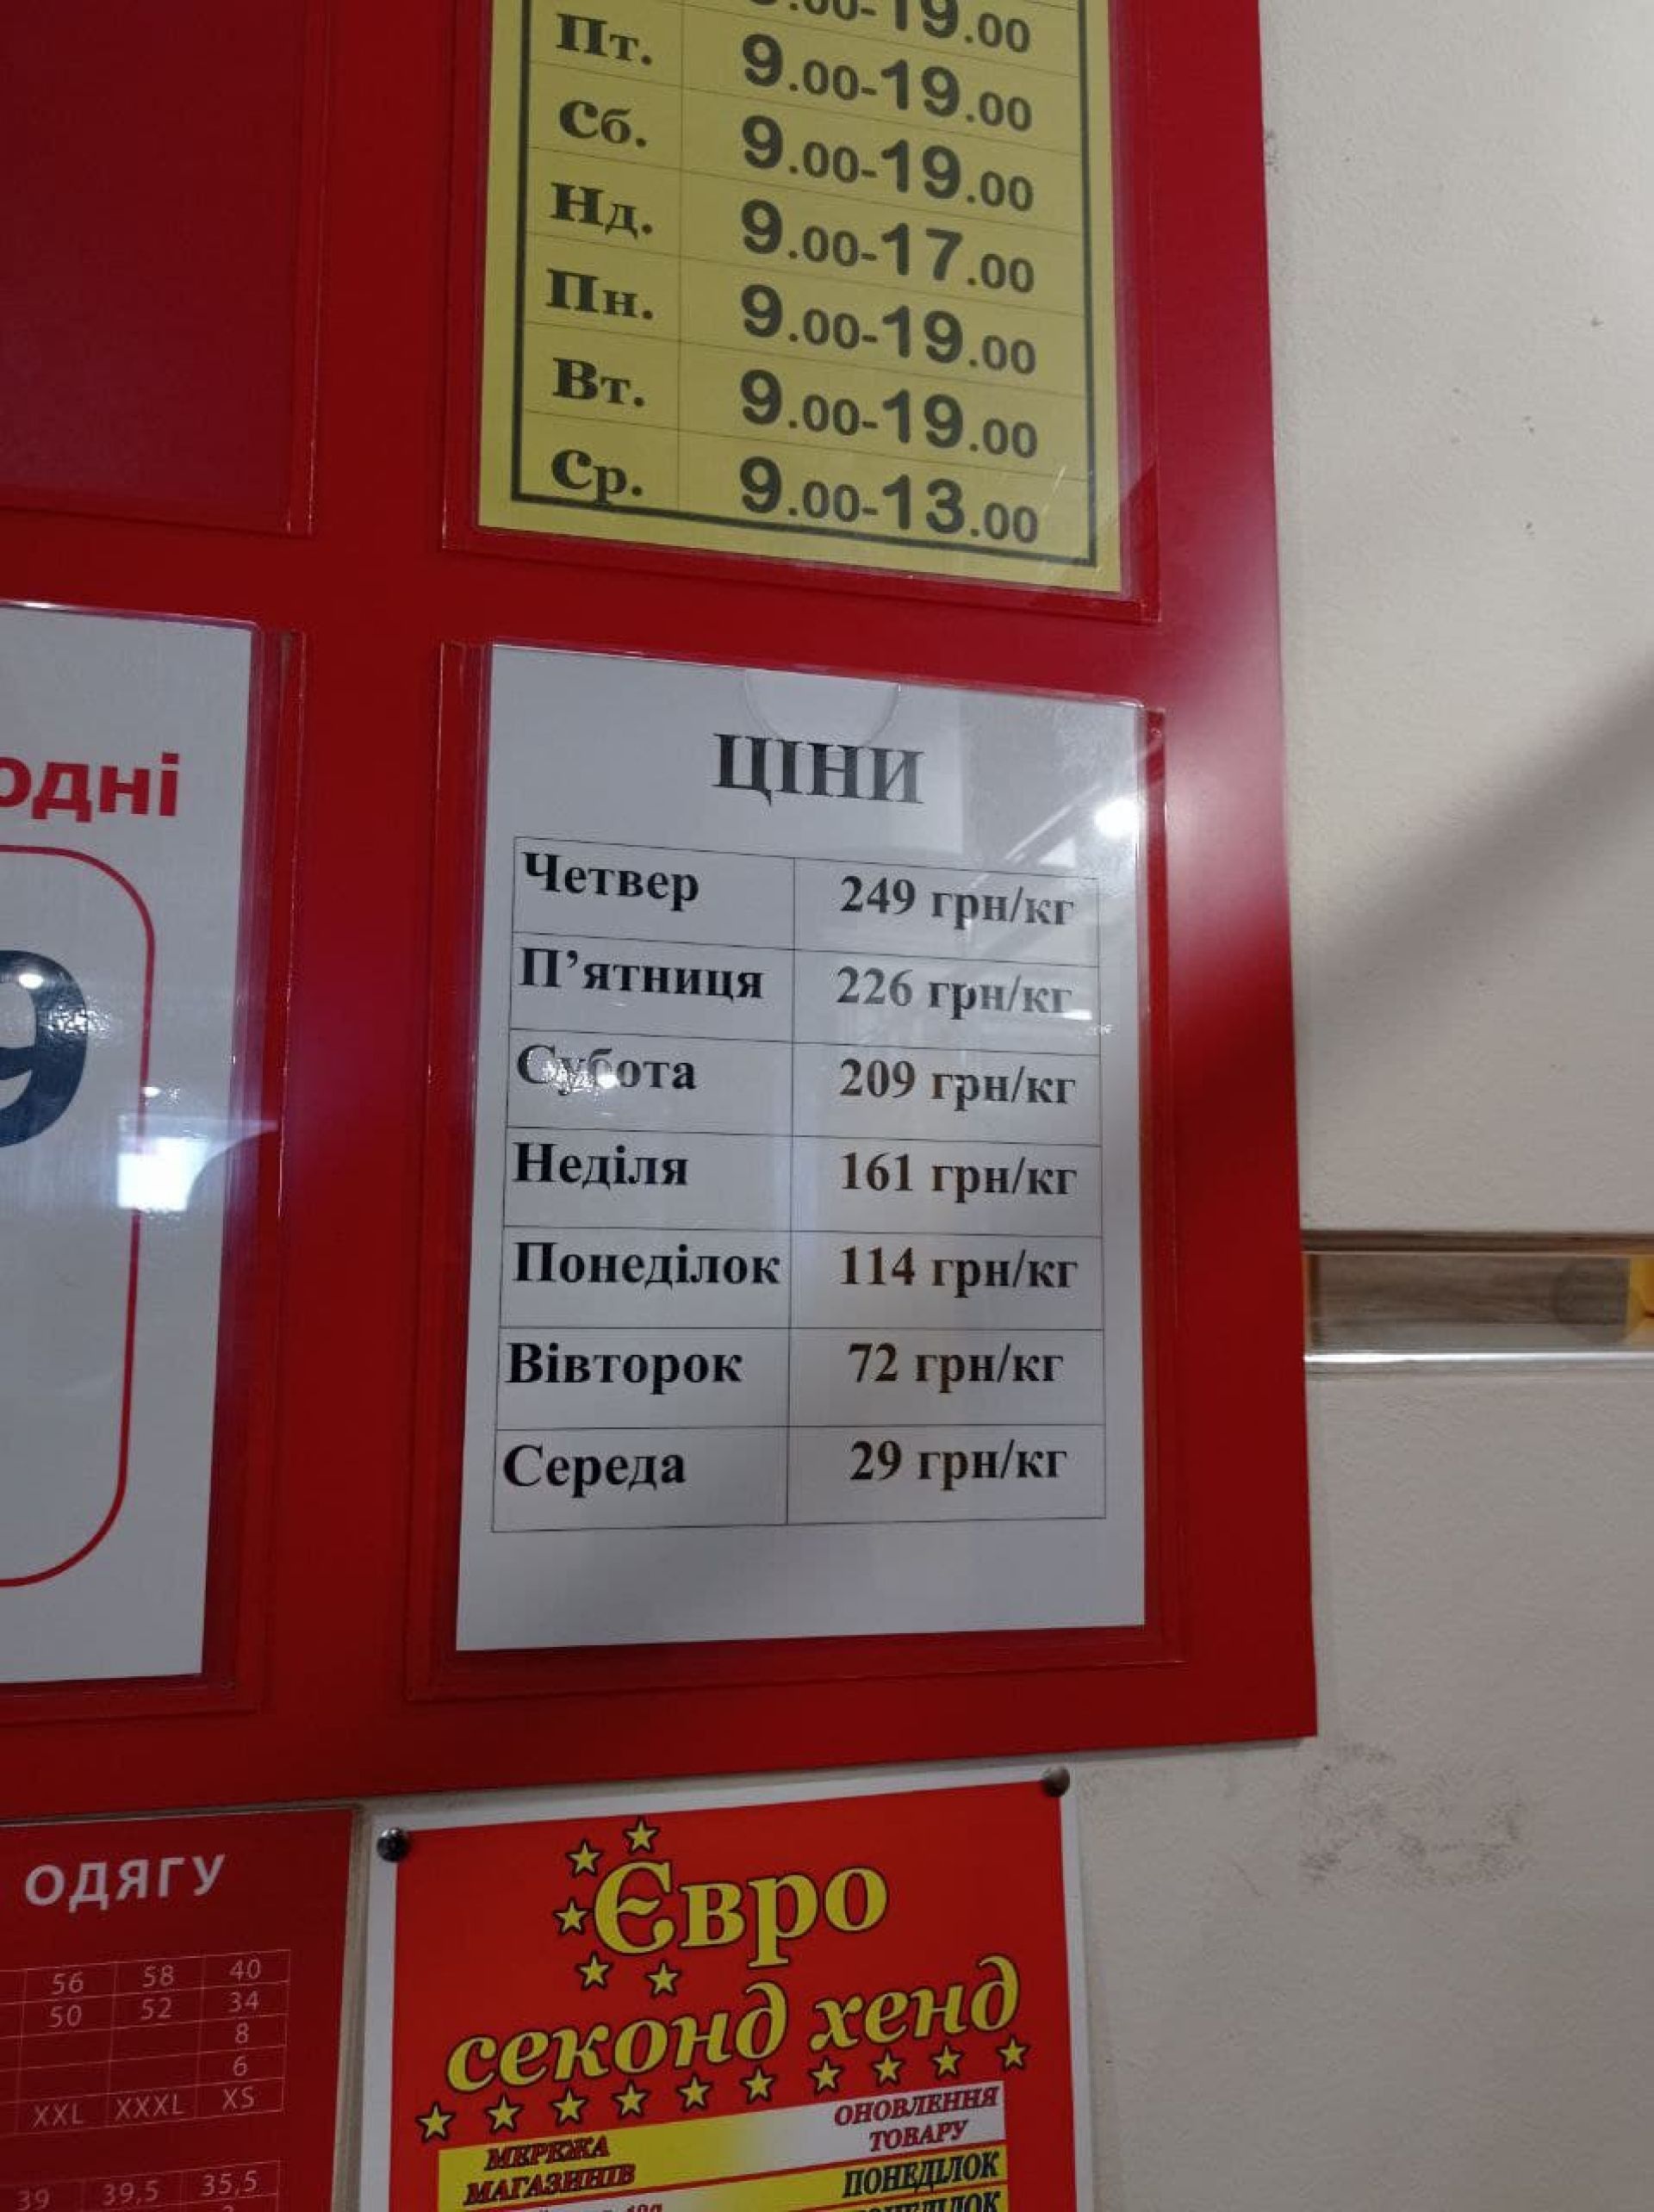 19.00
Пт. 9.00-19.00
Сб. 9.00-19.00
Нд. 9.00-17.00
Пн. 9.00-19.00
Вт. 9.00-19.00
Ср. 9.00-13.00
одні
9
ЦІНИ
Четвер 249 грн/кг
П’ятниця 226 грн/кг
Субота 209 грн/кг
Неділя 161 грн/кг
Понеділок 114 грн/кг
Вівторок 72 грн/кг
Середа 29 грн/кг
ОДЯГУ
56 58 40
50 52 34
8
6
XXL XXXL XS
39 39,5 35,5
Євро
секонд хенд
МЕРЕЖА
МАГАЗИНІВ
ОНОВЛЕННЯ
ТОВАРУ
ПОНЕДІЛОК